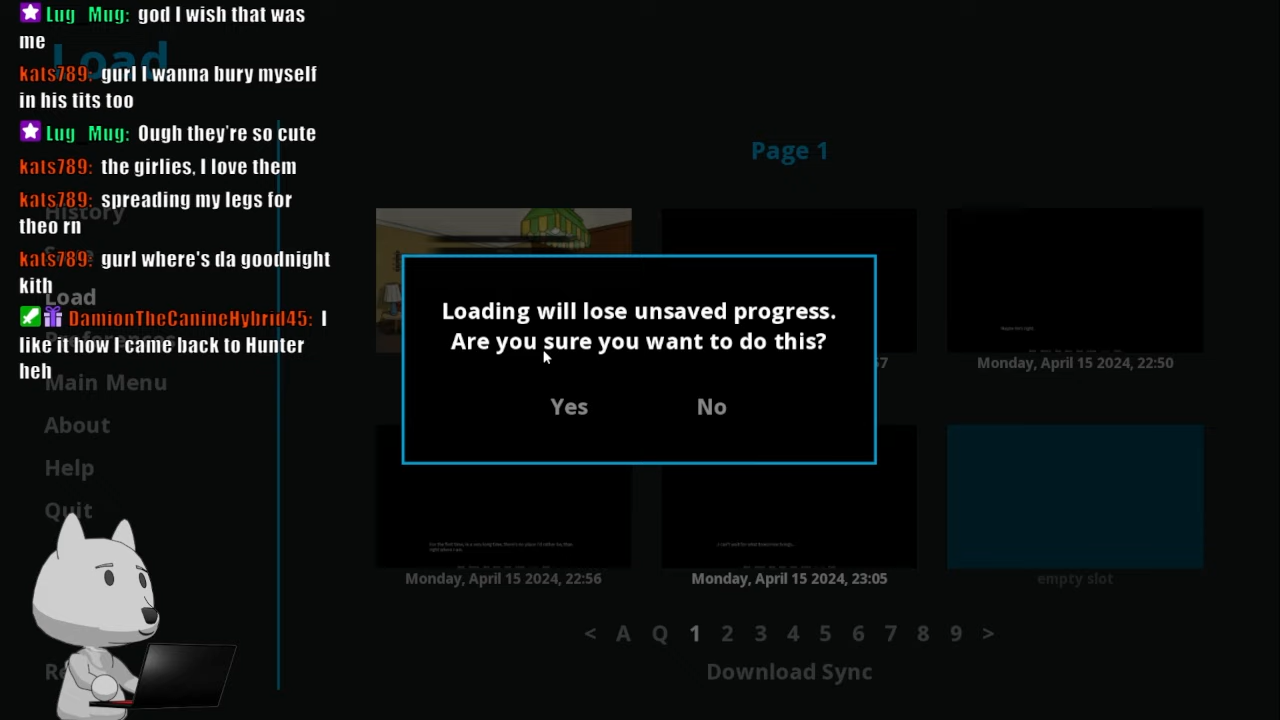 Lug_Mug: god I wish that was
me
Load
kats789: gurl I wanna bury myself
in his tits too
Lug_Mug: Ough they're so cute
kats789: the girlies, I love them
kats789: spreading my legs for
theo rn
History
kats789: gurl where's da goodnight
kith
Load
DamionTheCanineHybrid45: I
like it how I came back to Hunter
heh
Preferences
Main Menu
About
Help
Quit
Page 1
Loading will lose unsaved progress.
Are you sure you want to do this?
Yes No
Monday, April 15 2024, 22:50
Monday, April 15 2024, 22:56
Monday, April 15 2024, 23:05
empty slot
< A Q 1 2 3 4 5 6 7 8 9 >
Download Sync